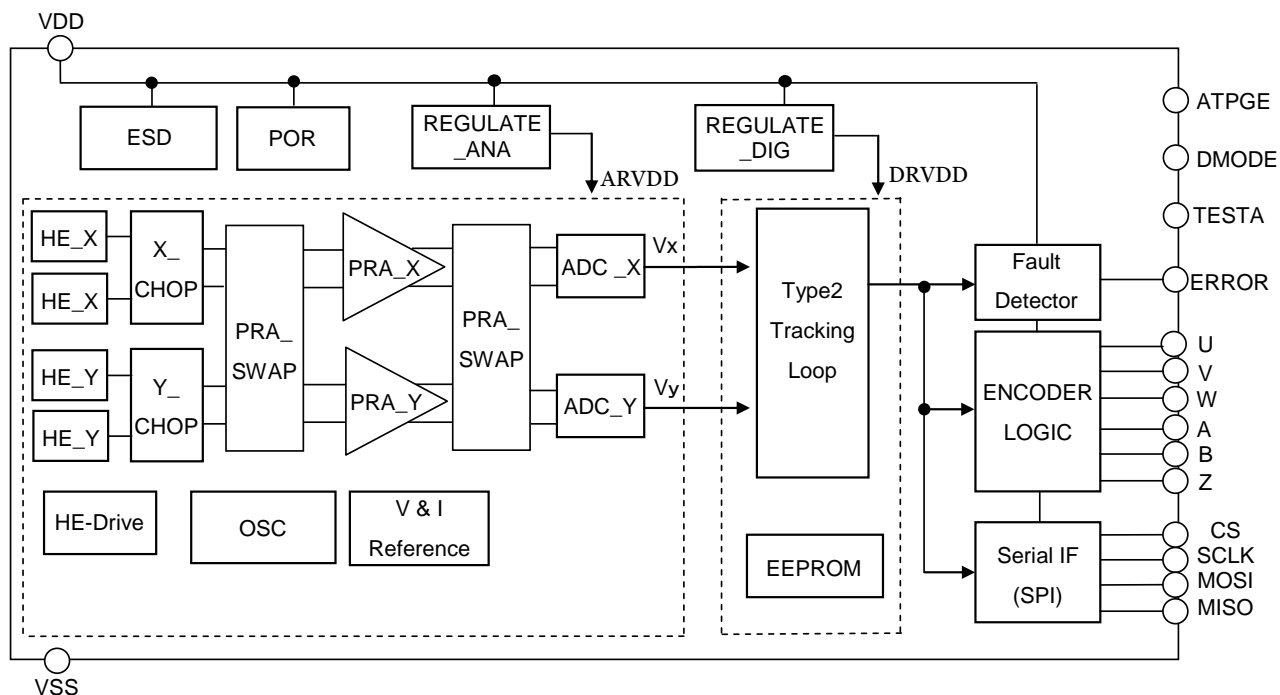 VDD
ESD
POR
REGULATE
_ANA
REGULATE
_DIG
ATPGE
DMODE
TESTA
ARVDD
DRVDD
HE_X
HE_X
X_
CHOP
PRA_
SWAP
PRA_X
PRA_
SWAP
ADC _X
Vx
HE_Y
HE_Y
Y_
CHOP
PRA_Y
ADC_Y
Vy
Type2
Tracking
Loop
Fault
Detector
ERROR
ENCODER
LOGIC
U
V
W
A
B
Z
HE-Drive
OSC
V & I
Reference
EEPROM
Serial IF
(SPI)
CS
SCLK
MOSI
MISO
VSS